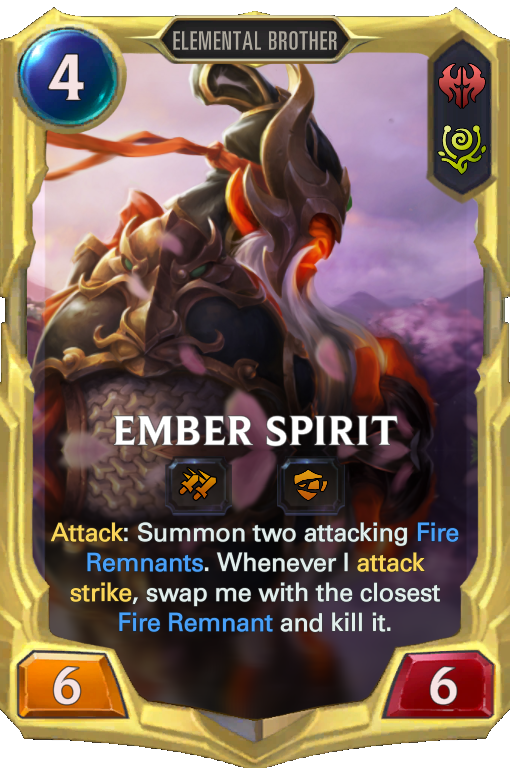 ELEMENTAL BROTHER
4
EMBER SPIRIT
Attack: Summon two attacking Fire
Remnants. Whenever I attack
strike, swap me with the closest
Fire Remnant and kill it.
6
6